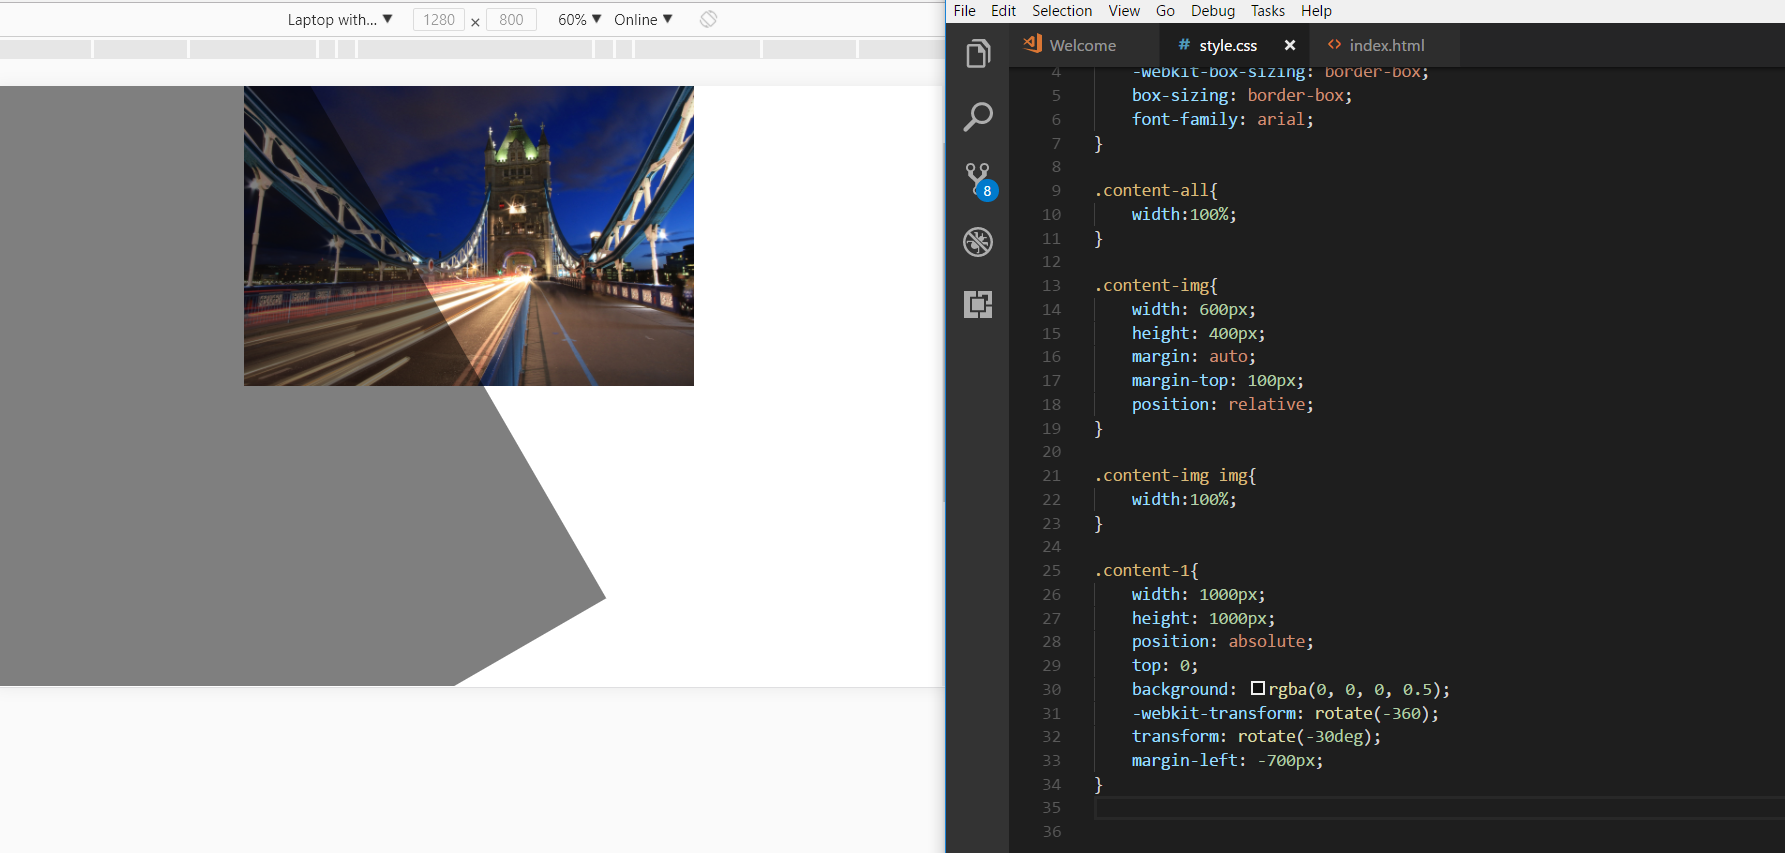 Laptop with... ▼ 1280 × 800 60% ▼ Online ▼
File Edit Selection View Go Debug Tasks Help
Welcome # style.css × <> index.html
8
4 -webkit-box-sizing: border-box;
5 box-sizing: border-box;
6 font-family: arial;
7 }
8
9 .content-all{
10 width:100%;
11 }
12
13 .content-img{
14 width: 600px;
15 height: 400px;
16 margin: auto;
17 margin-top: 100px;
18 position: relative;
19 }
20
21 .content-img img{
22 width:100%;
23 }
24
25 .content-1{
26 width: 1000px;
27 height: 1000px;
28 position: absolute;
29 top: 0;
30 background: rgba(0, 0, 0, 0.5);
31 -webkit-transform: rotate(-360);
32 transform: rotate(-30deg);
33 margin-left: -700px;
34 }
35
36